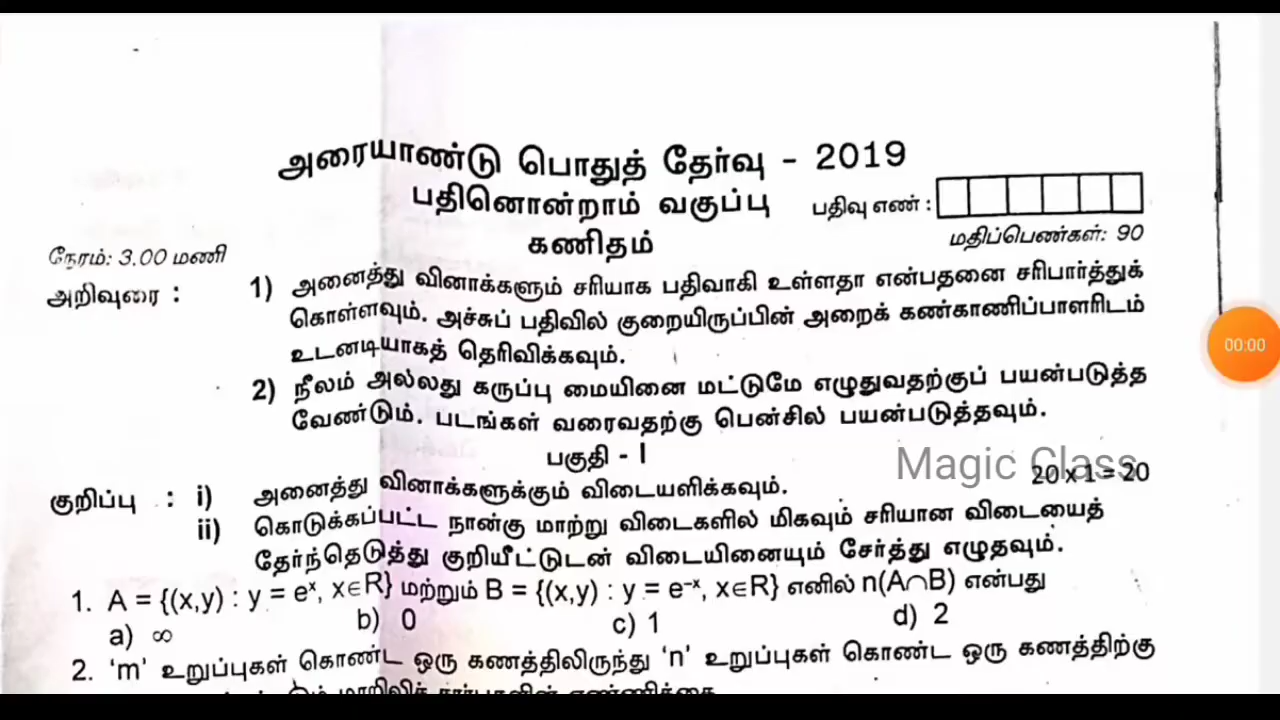 அரையாண்டு பொதுத் தேர்வு - 2019
பதினொன்றாம் வகுப்பு
பதிவு எண் :
கணிதம்
மதிப்பெண்கள்: 90
நேரம்: 3.00 மணி
அறிவுரை : 1) அனைத்து வினாக்களும் சரியாக பதிவாகி உள்ளதா என்பதனை சரிபார்த்துக்
கொள்ளவும். அச்சுப் பதிவில் குறையிருப்பின் அறைக் கண்காணிப்பாளரிடம்
உடனடியாகத் தெரிவிக்கவும்.
2) நீலம் அல்லது கருப்பு மையினை மட்டுமே எழுதுவதற்குப் பயன்படுத்த
வேண்டும். படங்கள் வரைவதற்கு பென்சில் பயன்படுத்தவும்.
பகுதி - I
Magic Class
20 x 1 = 20
குறிப்பு : i) அனைத்து வினாக்களுக்கும் விடையளிக்கவும்.
ii) கொடுக்கப்பட்ட நான்கு மாற்று விடைகளில் மிகவும் சரியான விடையைத்
தேர்ந்தெடுத்து குறியீட்டுடன் விடையினையும் சேர்த்து எழுதவும்.
1. A = {(x,y) : y = eˣ, x∈R} மற்றும் B = {(x,y) : y = e⁻ˣ, x∈R} எனில் n(A∩B) என்பது
a) ∞ b) 0 c) 1 d) 2
2. 'm' உறுப்புகள் கொண்ட ஒரு கணத்திலிருந்து 'n' உறுப்புகள் கொண்ட ஒரு கணத்திற்கு
00:00